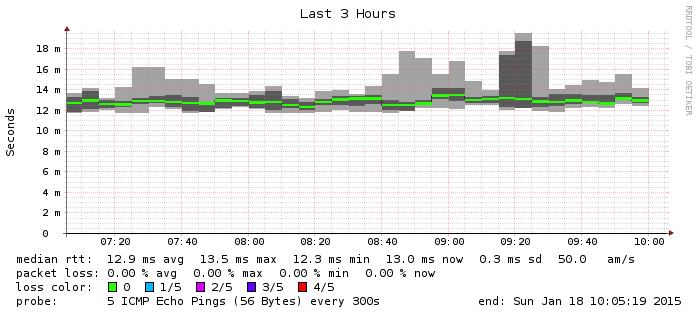 Last 3 Hours
RRDTOOL / TOBI OETIKER
Seconds
18 m
16 m
14 m
12 m
10 m
8 m
6 m
4 m
2 m
0
07:20 07:40 08:00 08:20 08:40 09:00 09:20 09:40 10:00
median rtt: 12.9 ms avg 13.5 ms max 12.3 ms min 13.0 ms now 0.3 ms sd 50.0 am/s
packet loss: 0.00 % avg 0.00 % max 0.00 % min 0.00 % now
loss color: 0 1/5 2/5 3/5 4/5
probe: 5 ICMP Echo Pings (56 Bytes) every 300s end: Sun Jan 18 10:05:19 2015